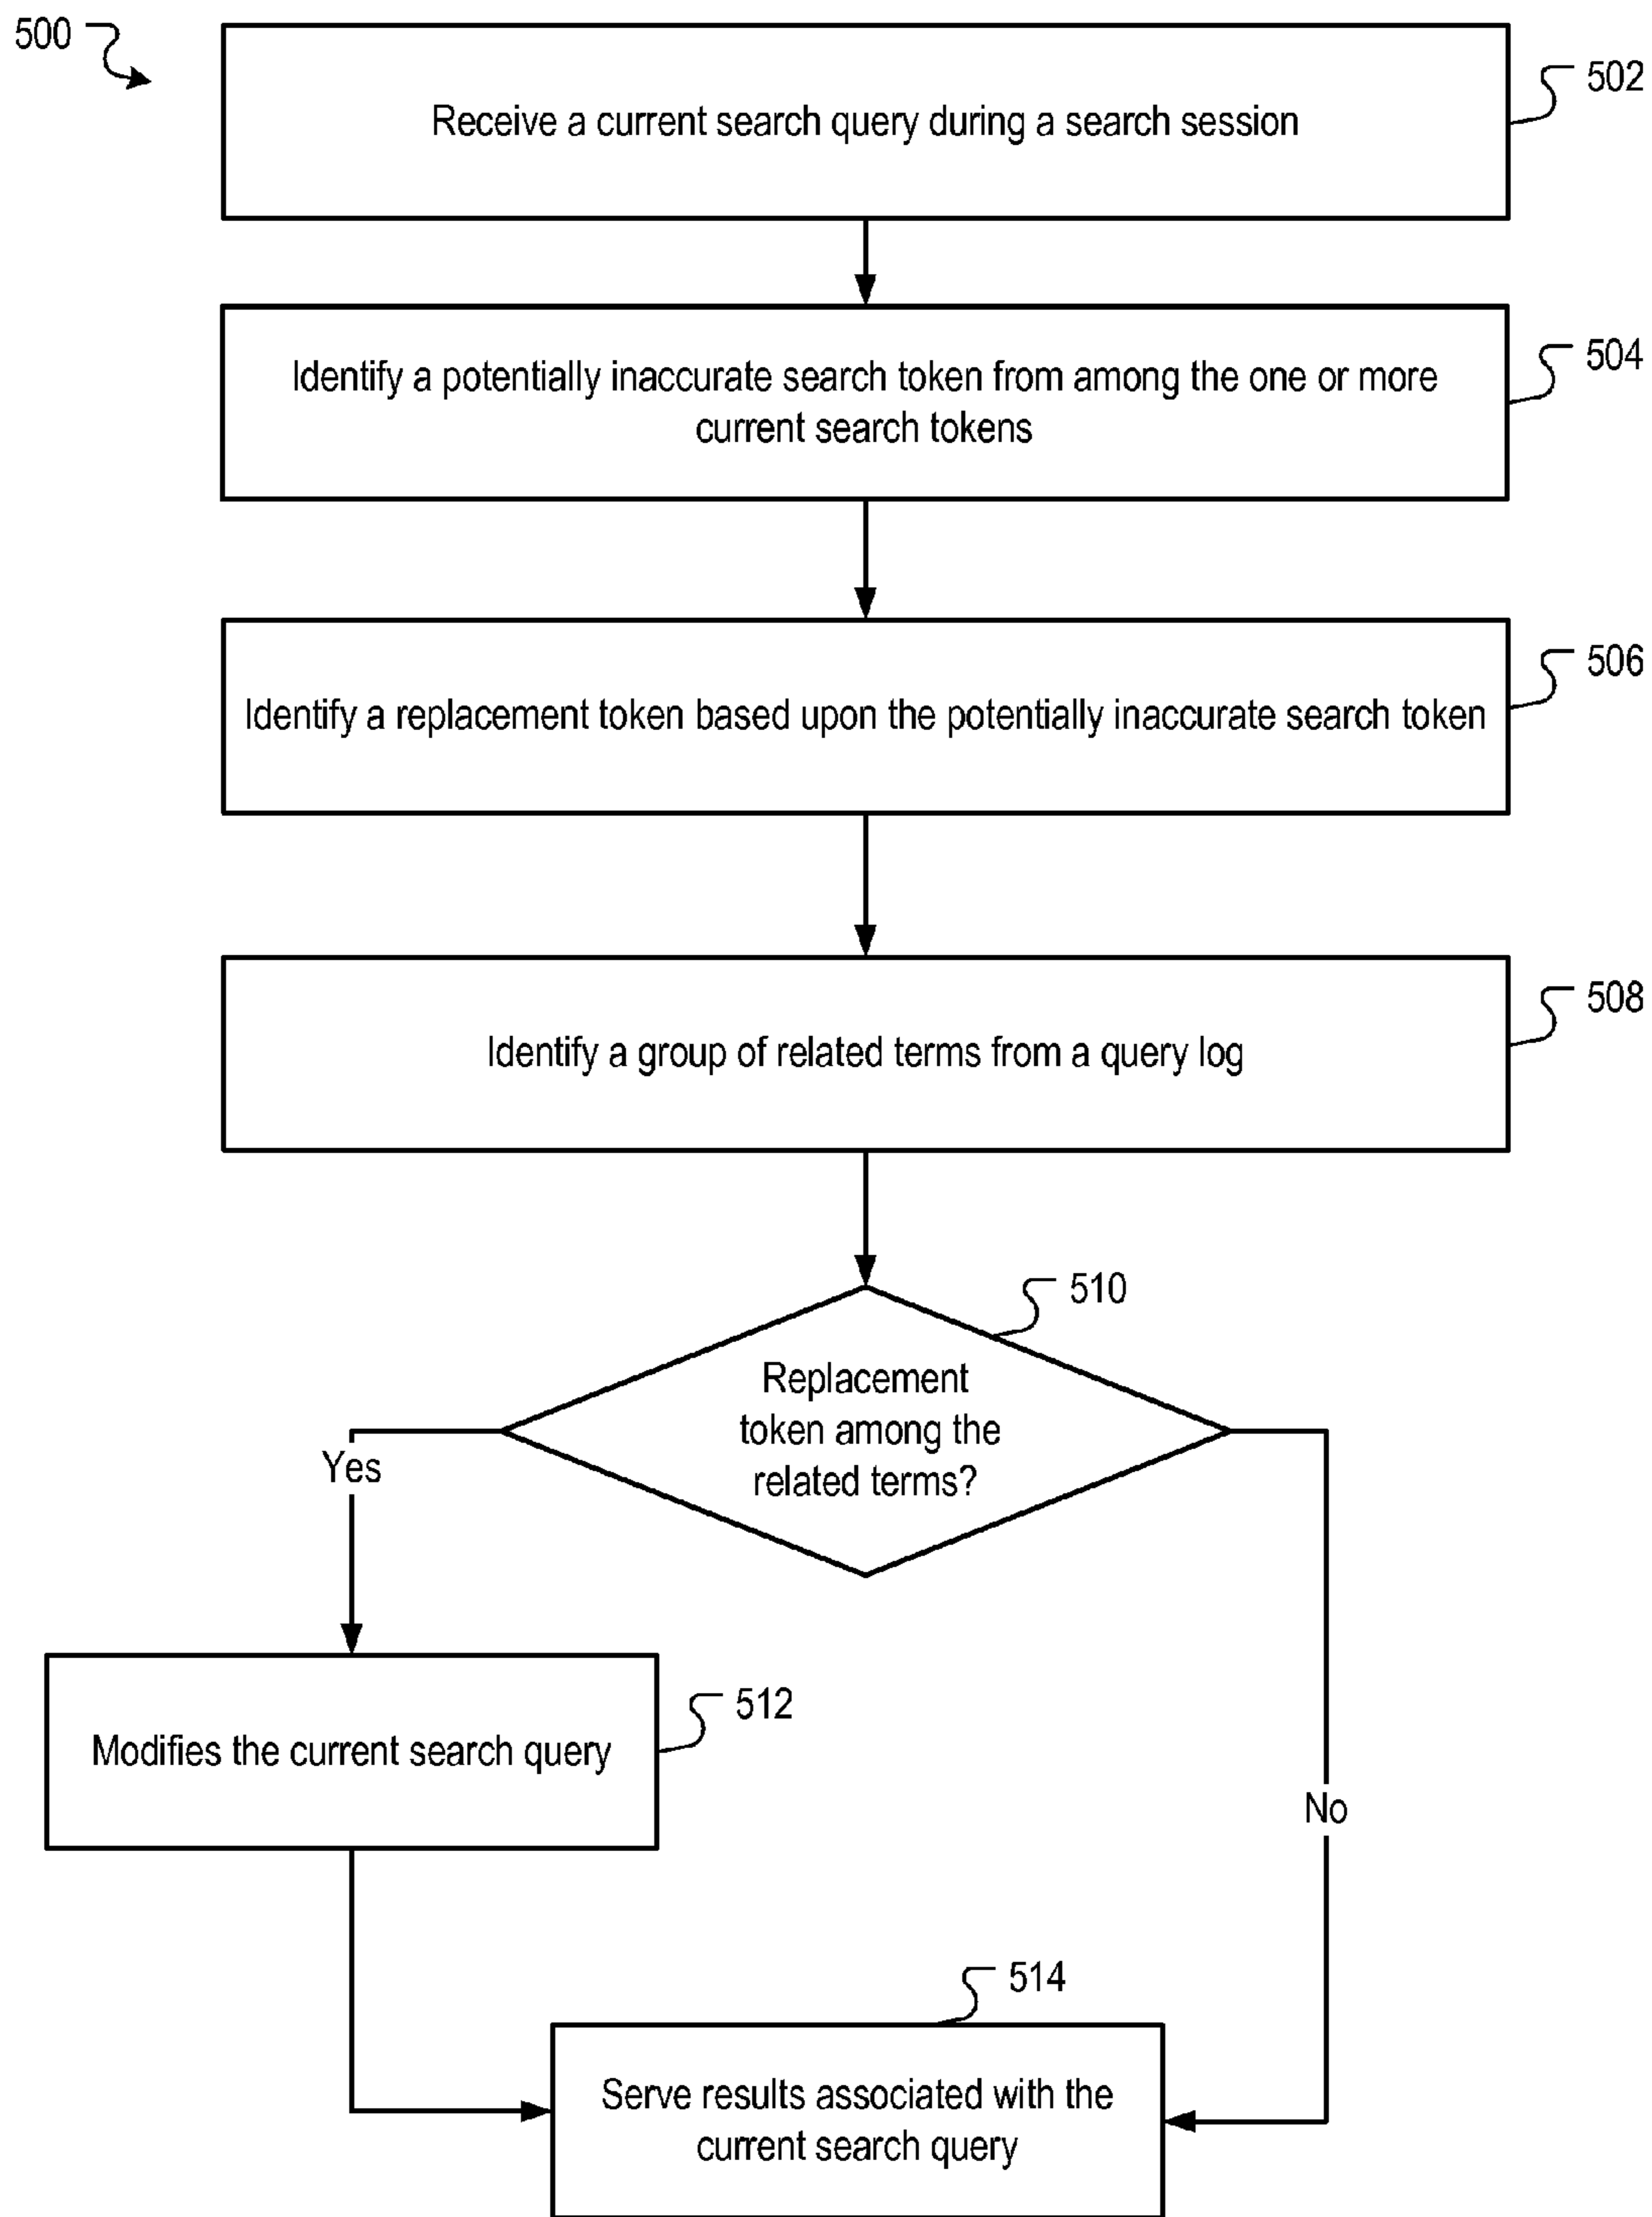 500
502
Receive a current search query during a search session
504
Identify a potentially inaccurate search token from among the one or more
current search tokens
506
Identify a replacement token based upon the potentially inaccurate search token
508
Identify a group of related terms from a query log
510
Replacement
token among the
related terms?
Yes
512
Modifies the current search query
No
514
Serve results associated with the
current search query